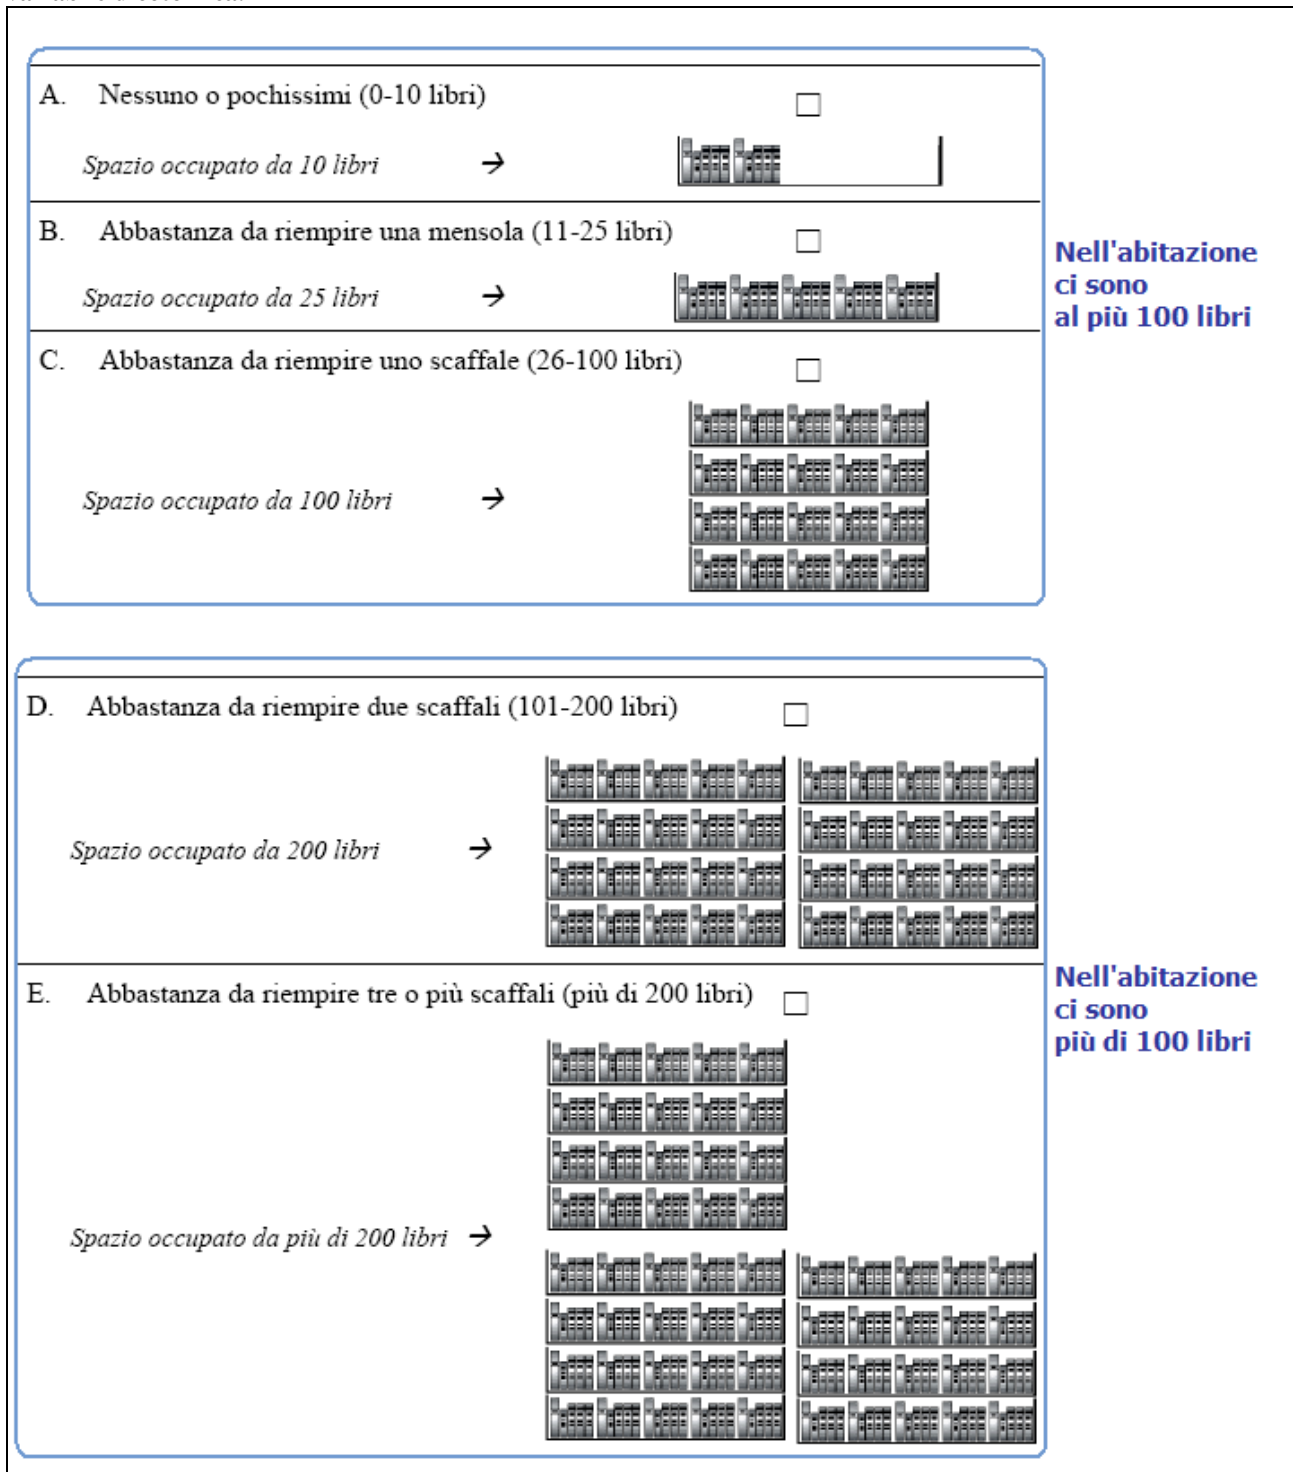 A. Nessuno o pochissimi (0-10 libri)
Spazio occupato da 10 libri →
B. Abbastanza da riempire una mensola (11-25 libri)
Spazio occupato da 25 libri →
Nell'abitazione
ci sono
al più 100 libri
C. Abbastanza da riempire uno scaffale (26-100 libri)
Spazio occupato da 100 libri →
D. Abbastanza da riempire due scaffali (101-200 libri)
Spazio occupato da 200 libri →
E. Abbastanza da riempire tre o più scaffali (più di 200 libri)
Nell'abitazione
ci sono
più di 100 libri
Spazio occupato da più di 200 libri →